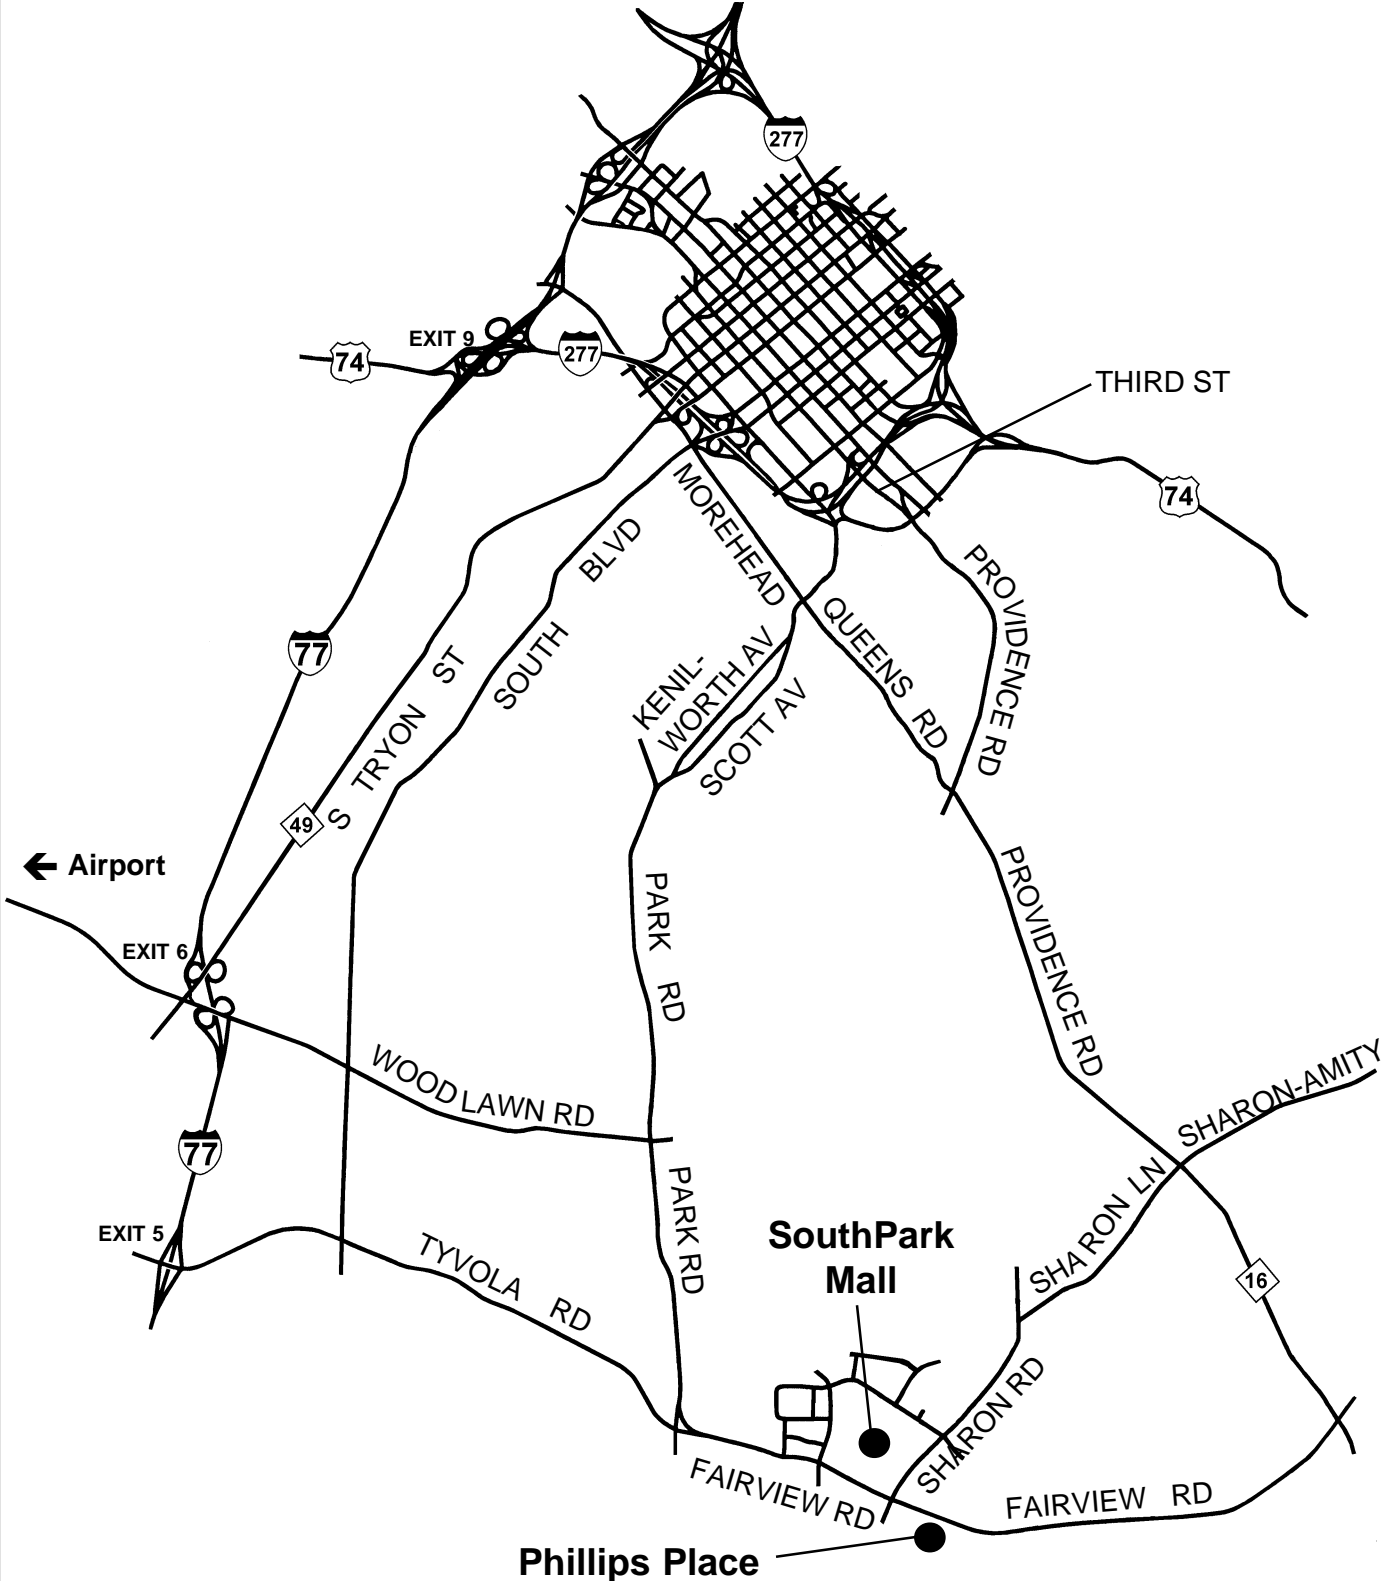 277
EXIT 9
74
277
THIRD ST
74
MOREHEAD
SOUTH BLVD
PROVIDENCE RD
QUEENS RD
77
KENIL-
WORTH AV
SCOTT AV
S TRYON ST
49
← Airport
PARK RD
PROVIDENCE RD
EXIT 6
WOODLAWN RD
SHARON-AMITY
77
PARK RD
SHARON LN
EXIT 5
TYVOLA RD
SouthPark
Mall
16
SHARON RD
FAIRVIEW RD
FAIRVIEW RD
Phillips Place